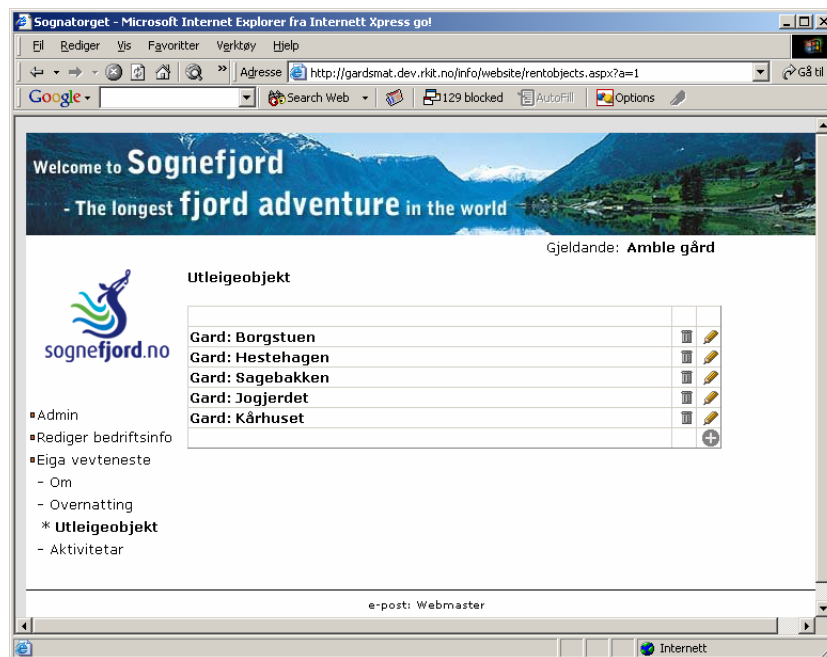 Sognatorget - Microsoft Internet Explorer fra Internett Xpress go!
Fil Rediger Vis Favoritter Verktøy Hjelp
Adresse http://gardsmat.dev.rkit.no/info/website/rentobjects.aspx?a=1 Gå til
Google Search Web 129 blocked AutoFill Options
Welcome to Sognefjord
- The longest fjord adventure in the world
Gjeldande: Amble gård
sognefjord.no
Utleigeobjekt
Gard: Borgstuen
Gard: Hestehagen
Gard: Sagebakken
Gard: Jogjerdet
Gard: Kårhuset
Admin
Rediger bedriftsinfo
Eiga vevteneste
- Om
- Overnatting
* Utleigeobjekt
- Aktivitetar
e-post: Webmaster
Internett